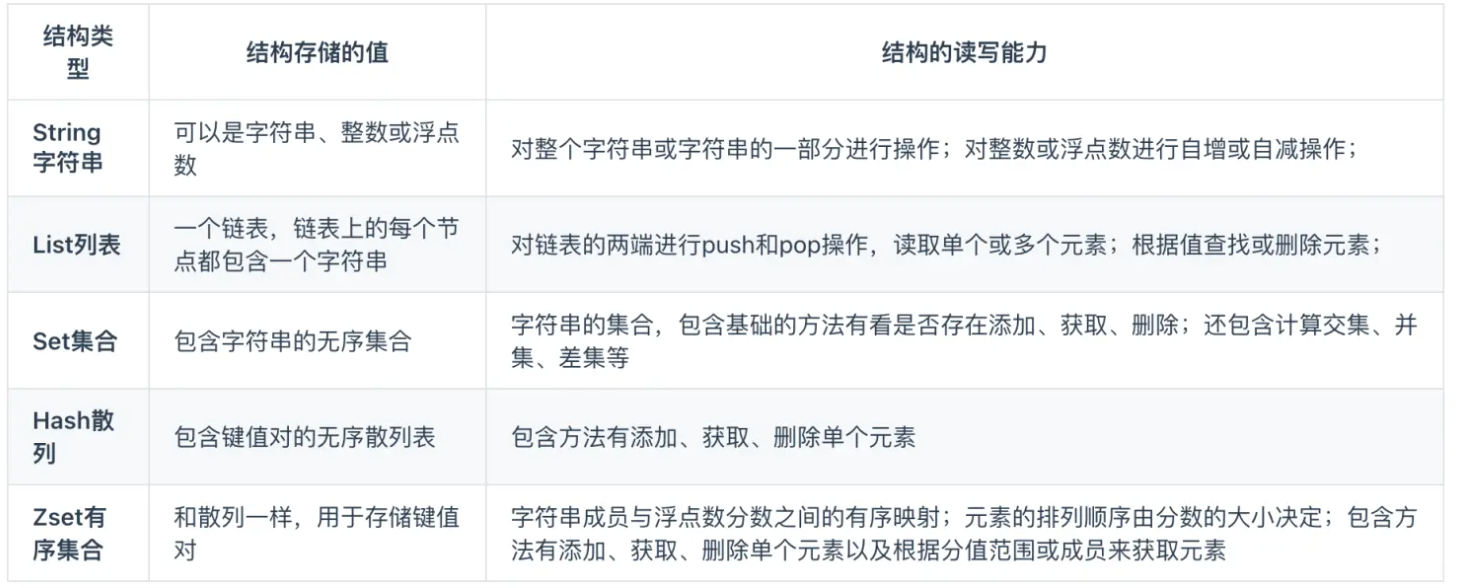 结构类
型
结构存储的值
结构的读写能力
String
字符串
可以是字符串、整数或浮点
数
对整个字符串或字符串的一部分进行操作；对整数或浮点数进行自增或自减操作；
List列表
一个链表，链表上的每个节
点都包含一个字符串
对链表的两端进行push和pop操作，读取单个或多个元素；根据值查找或删除元素；
Set集合
包含字符串的无序集合
字符串的集合，包含基础的方法有看是否存在添加、获取、删除；还包含计算交集、并
集、差集等
Hash散
列
包含键值对的无序散列表
包含方法有添加、获取、删除单个元素
Zset有
序集合
和散列一样，用于存储键值
对
字符串成员与浮点数分数之间的有序映射；元素的排列顺序由分数的大小决定；包含方
法有添加、获取、删除单个元素以及根据分值范围或成员来获取元素